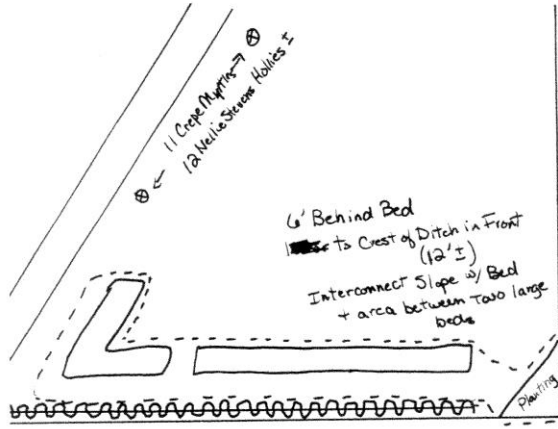 11 Crepe Myrtles
12 Nellie Stevens Hollies ±
6' Behind Bed
to Crest of Ditch in Front
(12' ±)
Interconnect Slope w/ Bed
+ area between Two large
beds
Planting